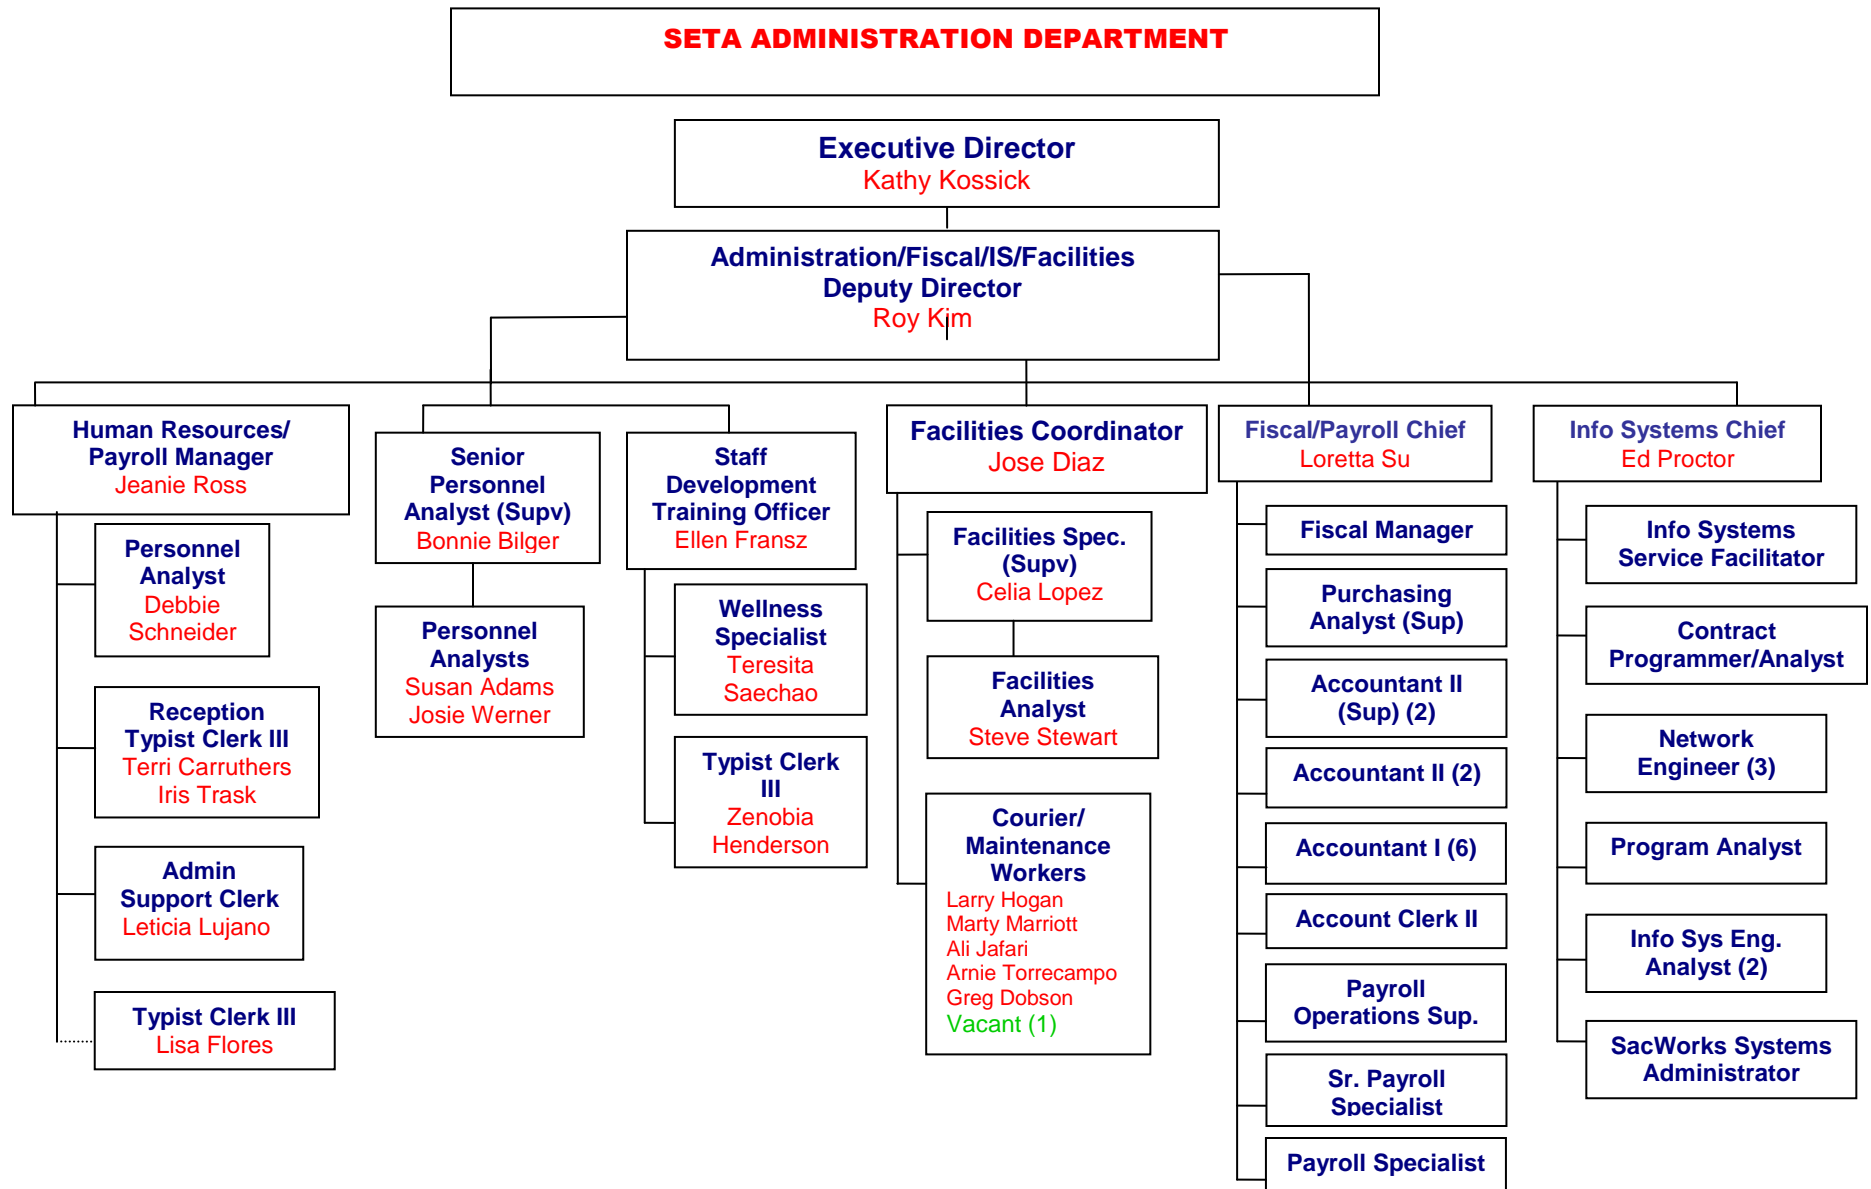 SETA ADMINISTRATION DEPARTMENT
Executive Director
Kathy Kossick
Administration/Fiscal/IS/Facilities
Deputy Director
Roy Kim
Human Resources/
Payroll Manager
Jeanie Ross
Personnel
Analyst
Debbie
Schneider
Reception
Typist Clerk III
Terri Carruthers
Iris Trask
Admin
Support Clerk
Leticia Lujano
Typist Clerk III
Lisa Flores
Senior
Personnel
Analyst (Supv)
Bonnie Bilger
Personnel
Analysts
Susan Adams
Josie Werner
Staff
Development
Training Officer
Ellen Fransz
Wellness
Specialist
Teresita
Saechao
Typist Clerk
III
Zenobia
Henderson
Facilities Coordinator
Jose Diaz
Facilities Spec.
(Supv)
Celia Lopez
Facilities
Analyst
Steve Stewart
Courier/
Maintenance
Workers
Larry Hogan
Marty Marriott
Ali Jafari
Arnie Torrecampo
Greg Dobson
Vacant (1)
Fiscal/Payroll Chief
Loretta Su
Fiscal Manager
Purchasing
Analyst (Sup)
Accountant II
(Sup) (2)
Accountant II (2)
Accountant I (6)
Account Clerk II
Payroll
Operations Sup.
Sr. Payroll
Specialist
Payroll Specialist
Info Systems Chief
Ed Proctor
Info Systems
Service Facilitator
Contract
Programmer/Analyst
Network
Engineer (3)
Program Analyst
Info Sys Eng.
Analyst (2)
SacWorks Systems
Administrator